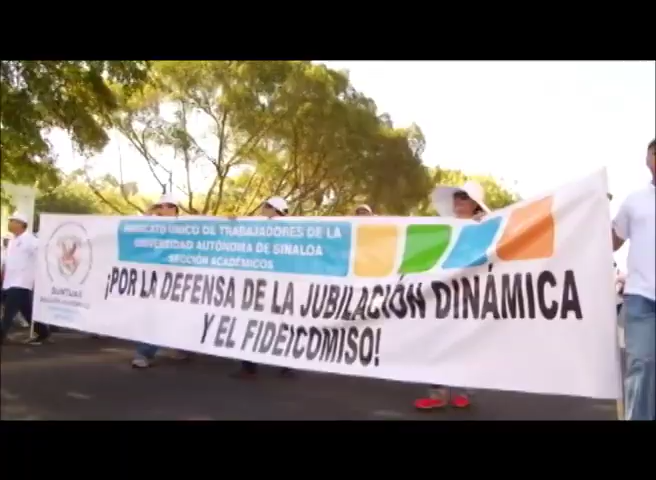 SINDICATO ÚNICO DE TRABAJADORES DE LA
UNIVERSIDAD AUTÓNOMA DE SINALOA
SECCIÓN ACADÉMICOS
SUNTUAS
¡POR LA DEFENSA DE LA JUBILACIÓN DINÁMICA
Y EL FIDEICOMISO!